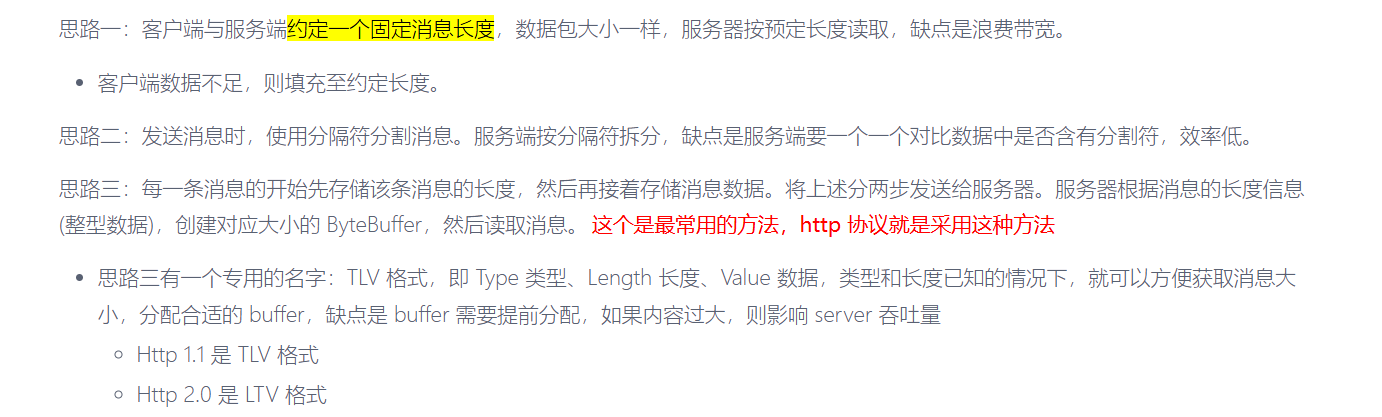 思路一：客户端与服务端约定一个固定消息长度，数据包大小一样，服务器按预定长度读取，缺点是浪费带宽。
客户端数据不足，则填充至约定长度。
思路二：发送消息时，使用分隔符分割消息。服务端按分隔符拆分，缺点是服务端要一个一个对比数据中是否含有分割符，效率低。
思路三：每一条消息的开始先存储该条消息的长度，然后再接着存储消息数据。将上述分两步发送给服务器。服务器根据消息的长度信息
(整型数据)，创建对应大小的 ByteBuffer，然后读取消息。 这个是最常用的方法，http 协议就是采用这种方法
思路三有一个专用的名字：TLV 格式，即 Type 类型、Length 长度、Value 数据，类型和长度已知的情况下，就可以方便获取消息大
小，分配合适的 buffer，缺点是 buffer 需要提前分配，如果内容过大，则影响 server 吞吐量
Http 1.1 是 TLV 格式
Http 2.0 是 LTV 格式